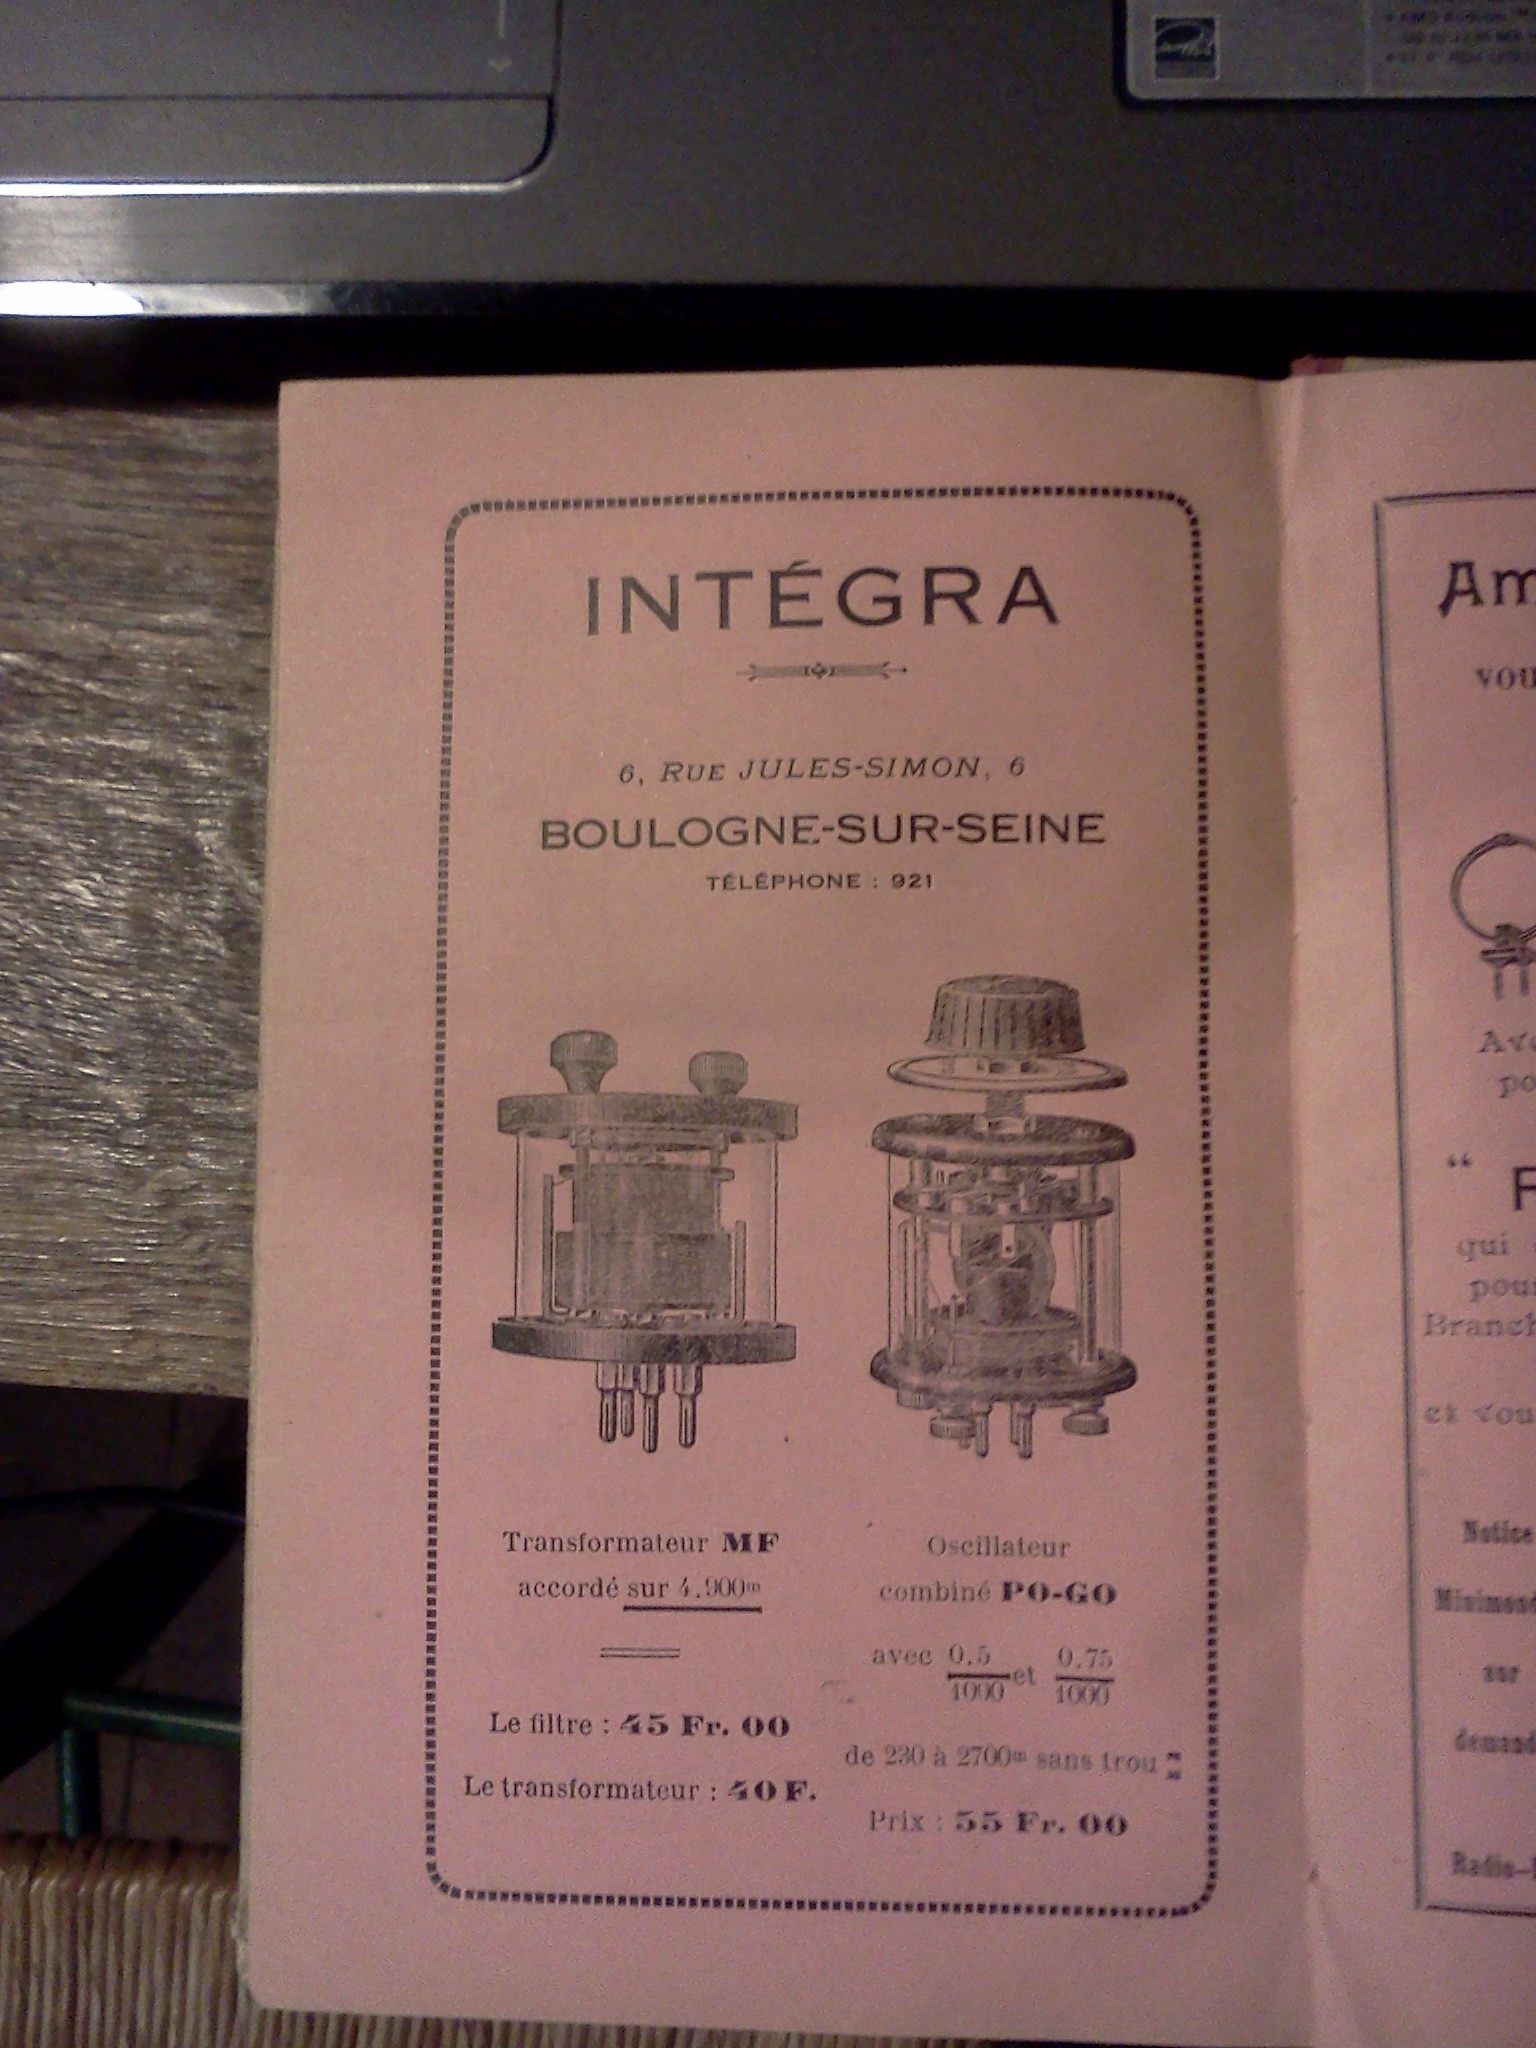 INTÉGRA
6, RUE JULES-SIMON, 6
BOULOGNE-SUR-SEINE
TÉLÉPHONE : 921
Transformateur MF
accordé sur 4.900m
Le filtre : 45 Fr. 00
Le transformateur : 40 F.
Oscillateur
combiné PO-GO
avec 0.5/1000 et 0.75/1000
de 230 à 2700m sans trou
Prix : 55 Fr. 00
Am
vou
Ave
po
“ F
qui
pour
Branch
et vou
Notice
sur
demand
Radio-